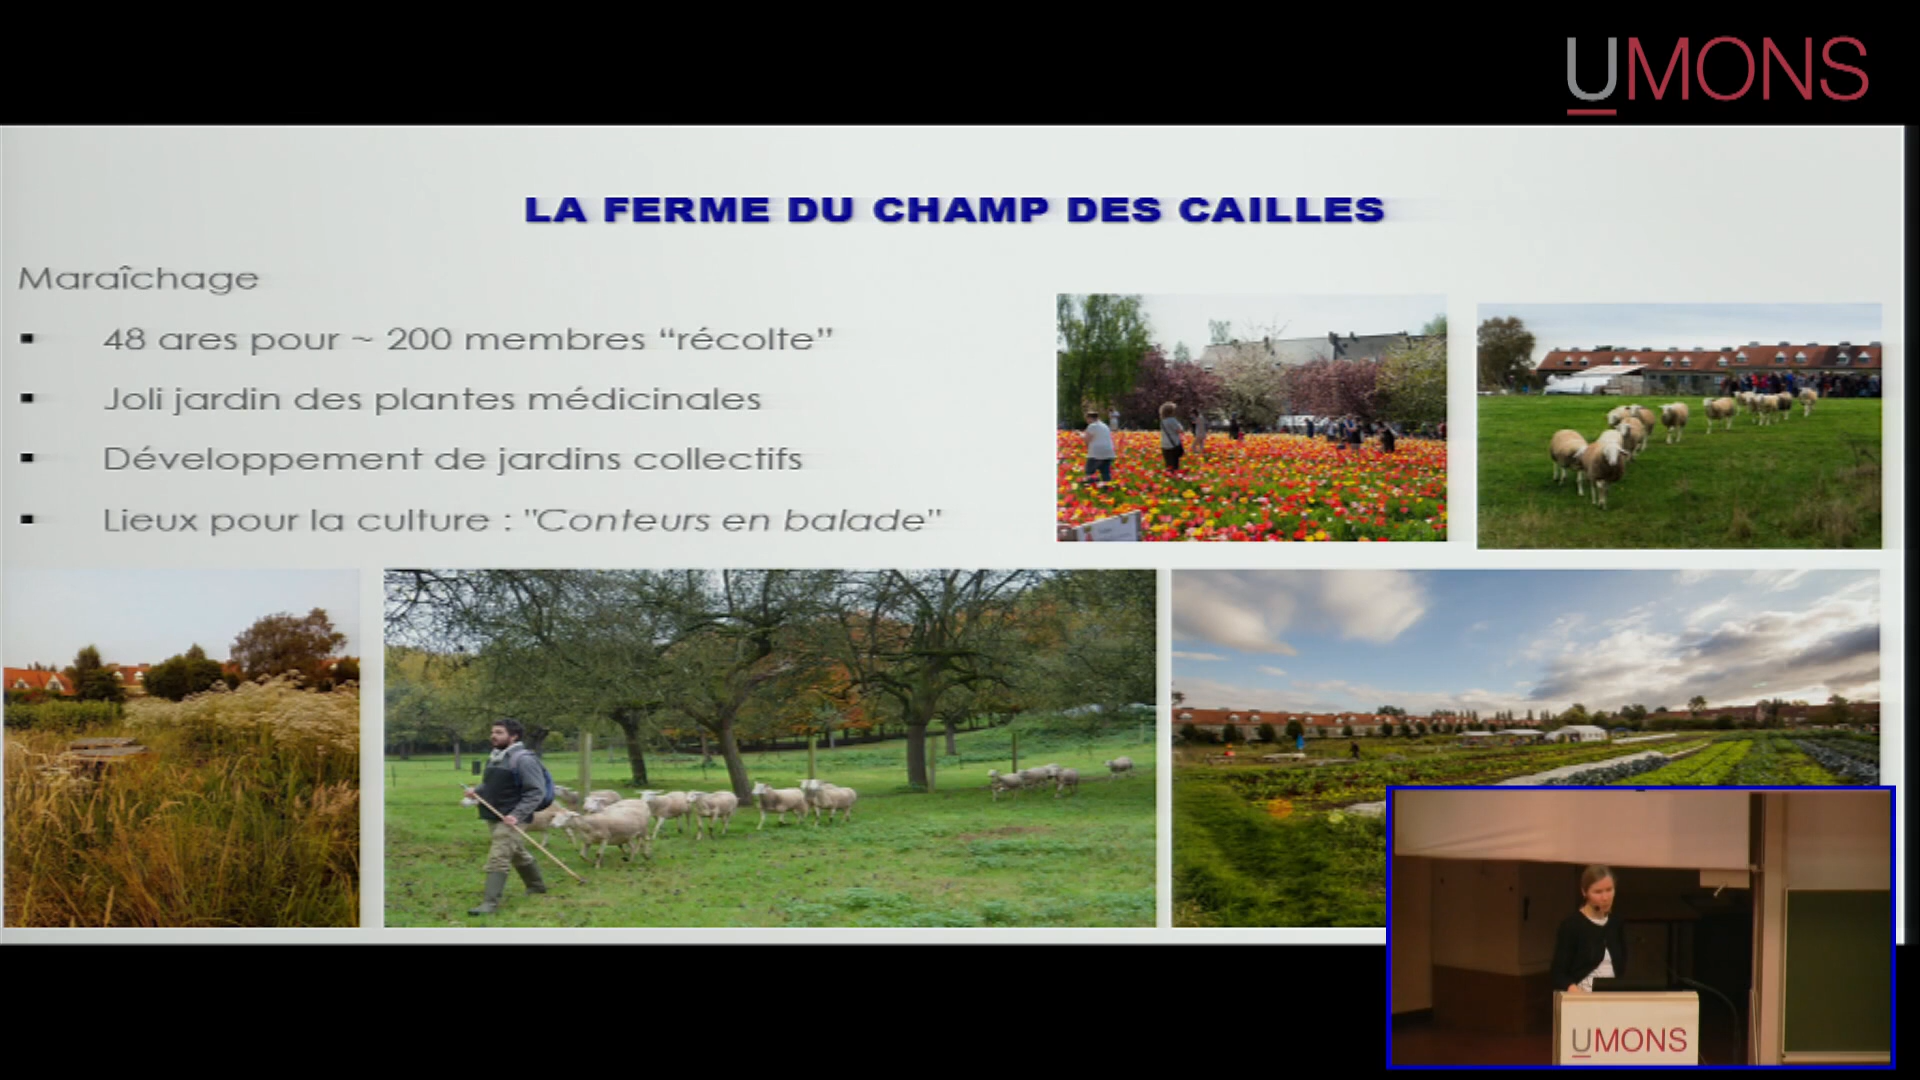 UMONS
LA FERME DU CHAMP DES CAILLES
Maraîchage
▪ 48 ares pour ~ 200 membres “récolte”
▪ Joli jardin des plantes médicinales
▪ Développement de jardins collectifs
▪ Lieux pour la culture : "Conteurs en balade"
UMONS